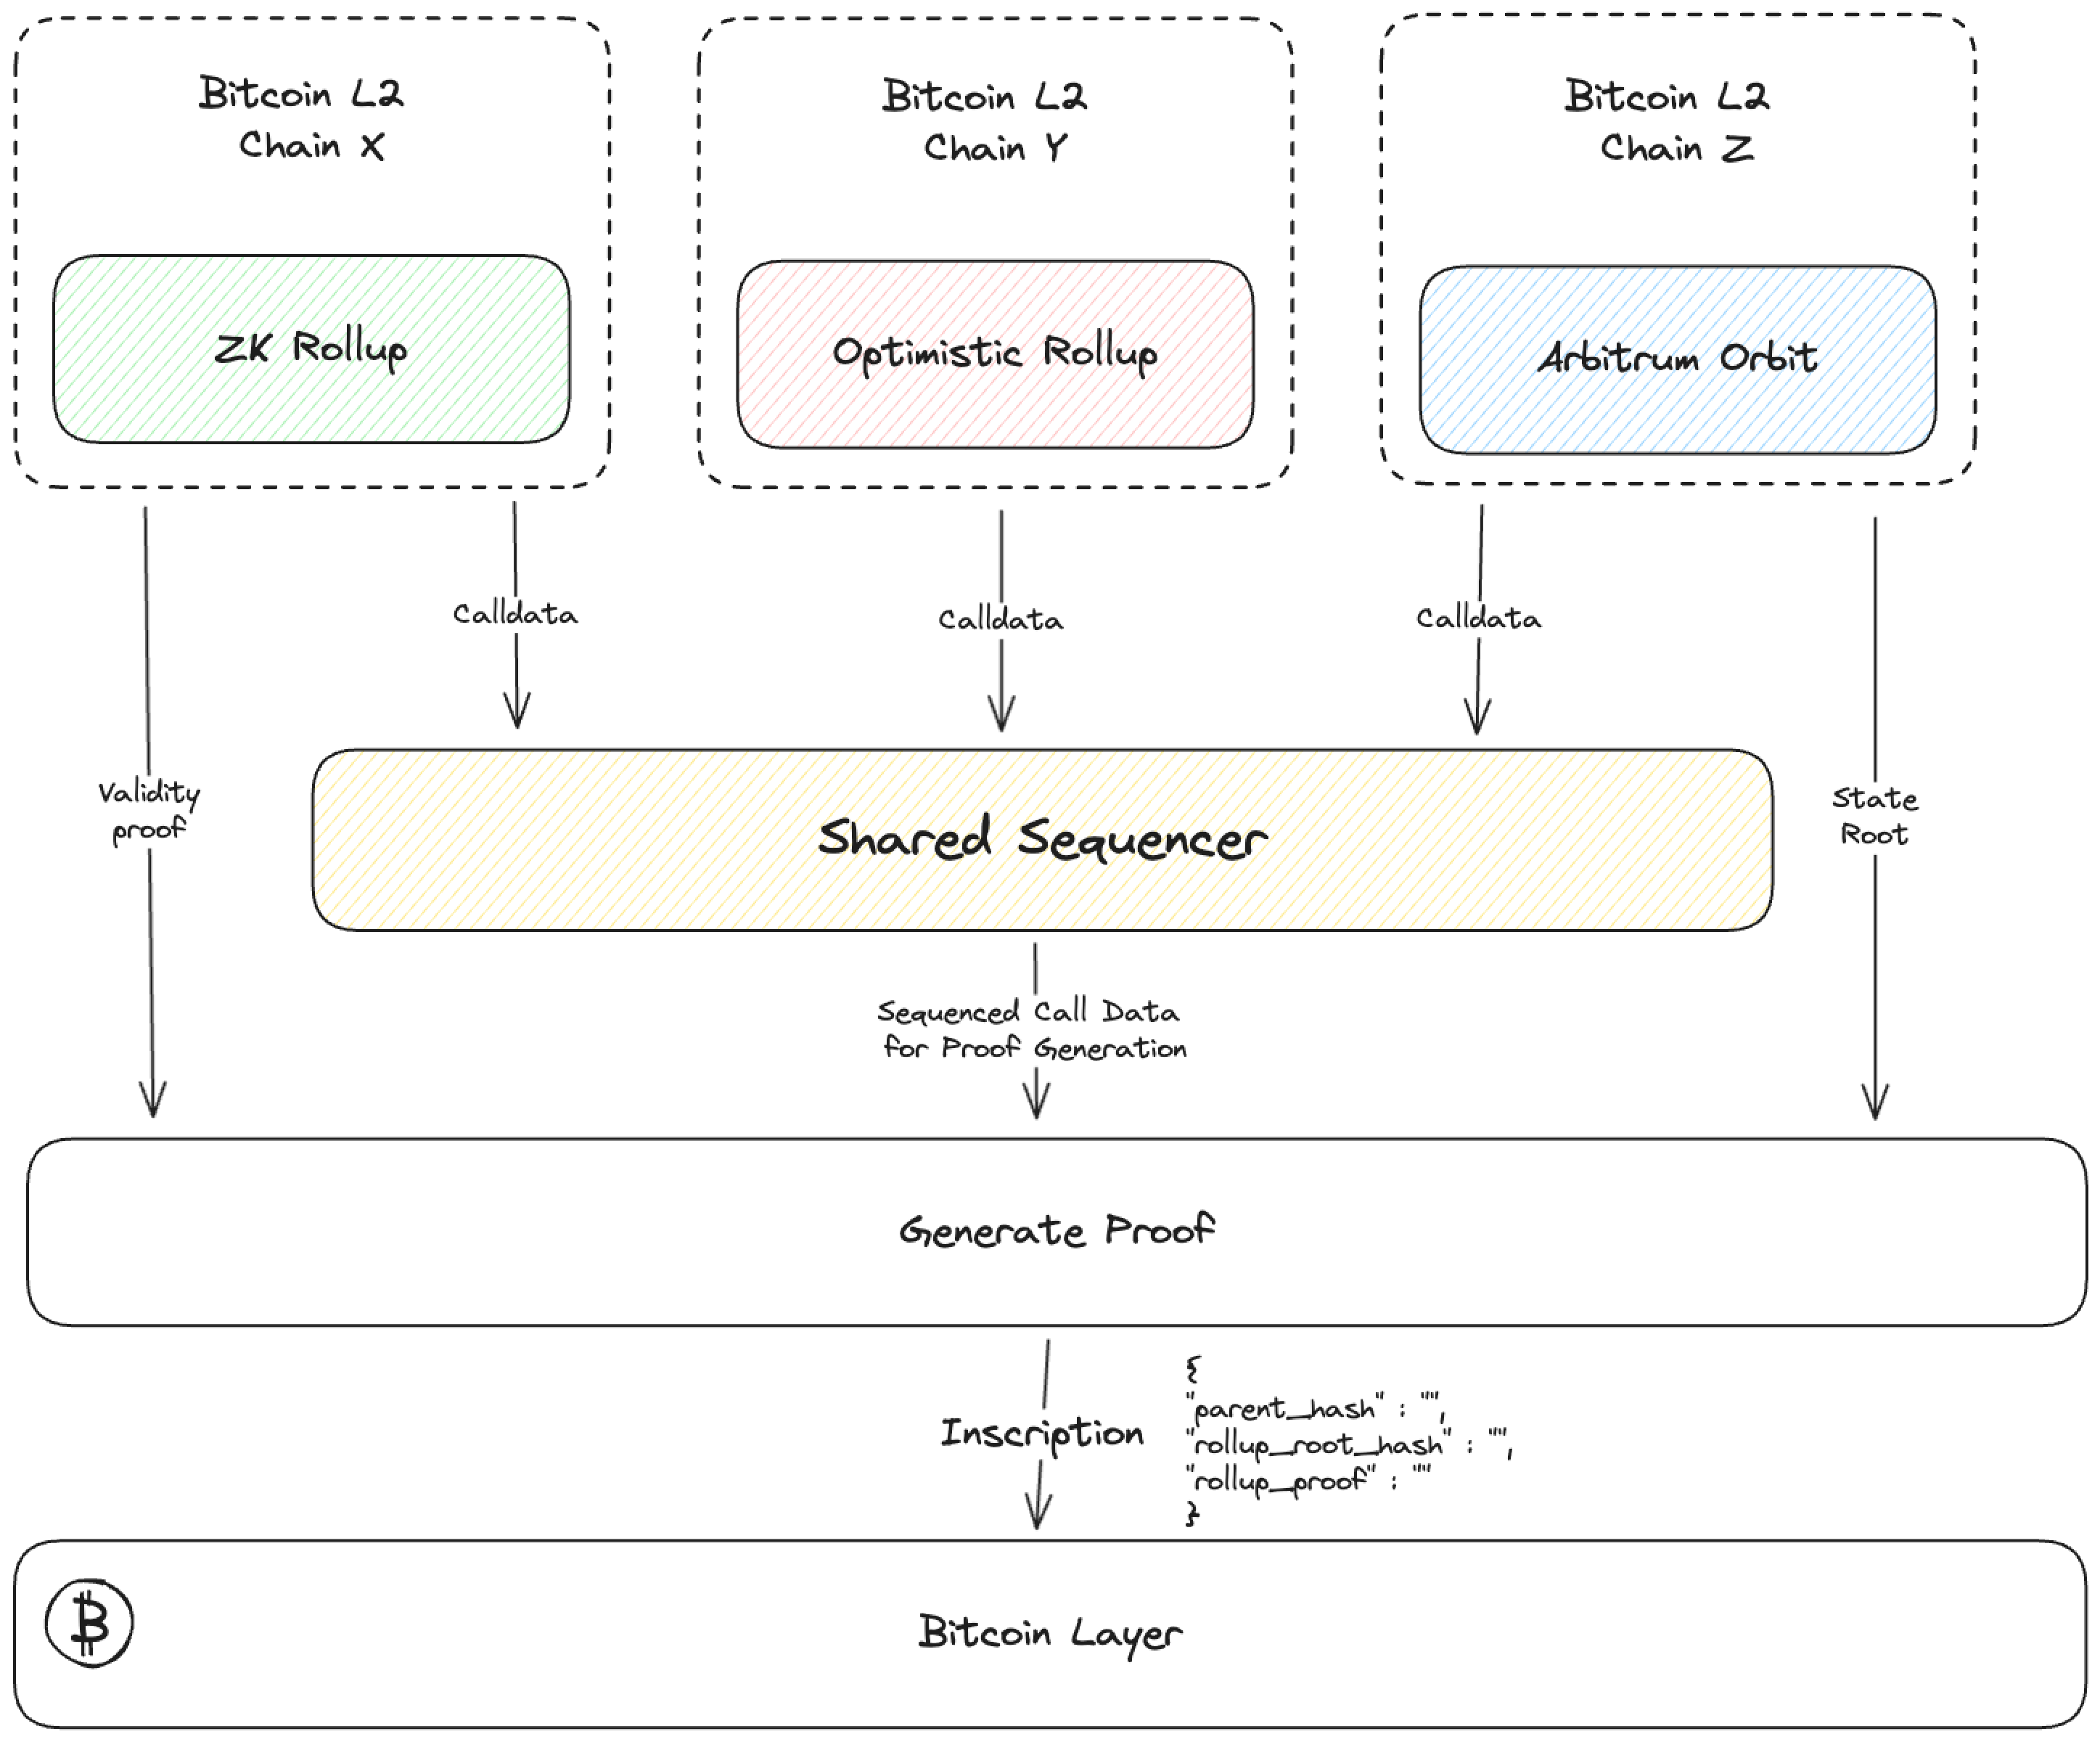 Bitcoin L2
Chain X
Bitcoin L2
Chain Y
Bitcoin L2
Chain Z
ZK Rollup
Optimistic Rollup
Arbitrum Orbit
Calldata
Calldata
Calldata
Validity
proof
Shared Sequencer
State
Root
Sequenced Call Data
for Proof Generation
Generate Proof
Inscription
{
"parent_hash" : "",
"rollup_root_hash" : "",
"rollup_proof" : ""
}
₿
Bitcoin Layer